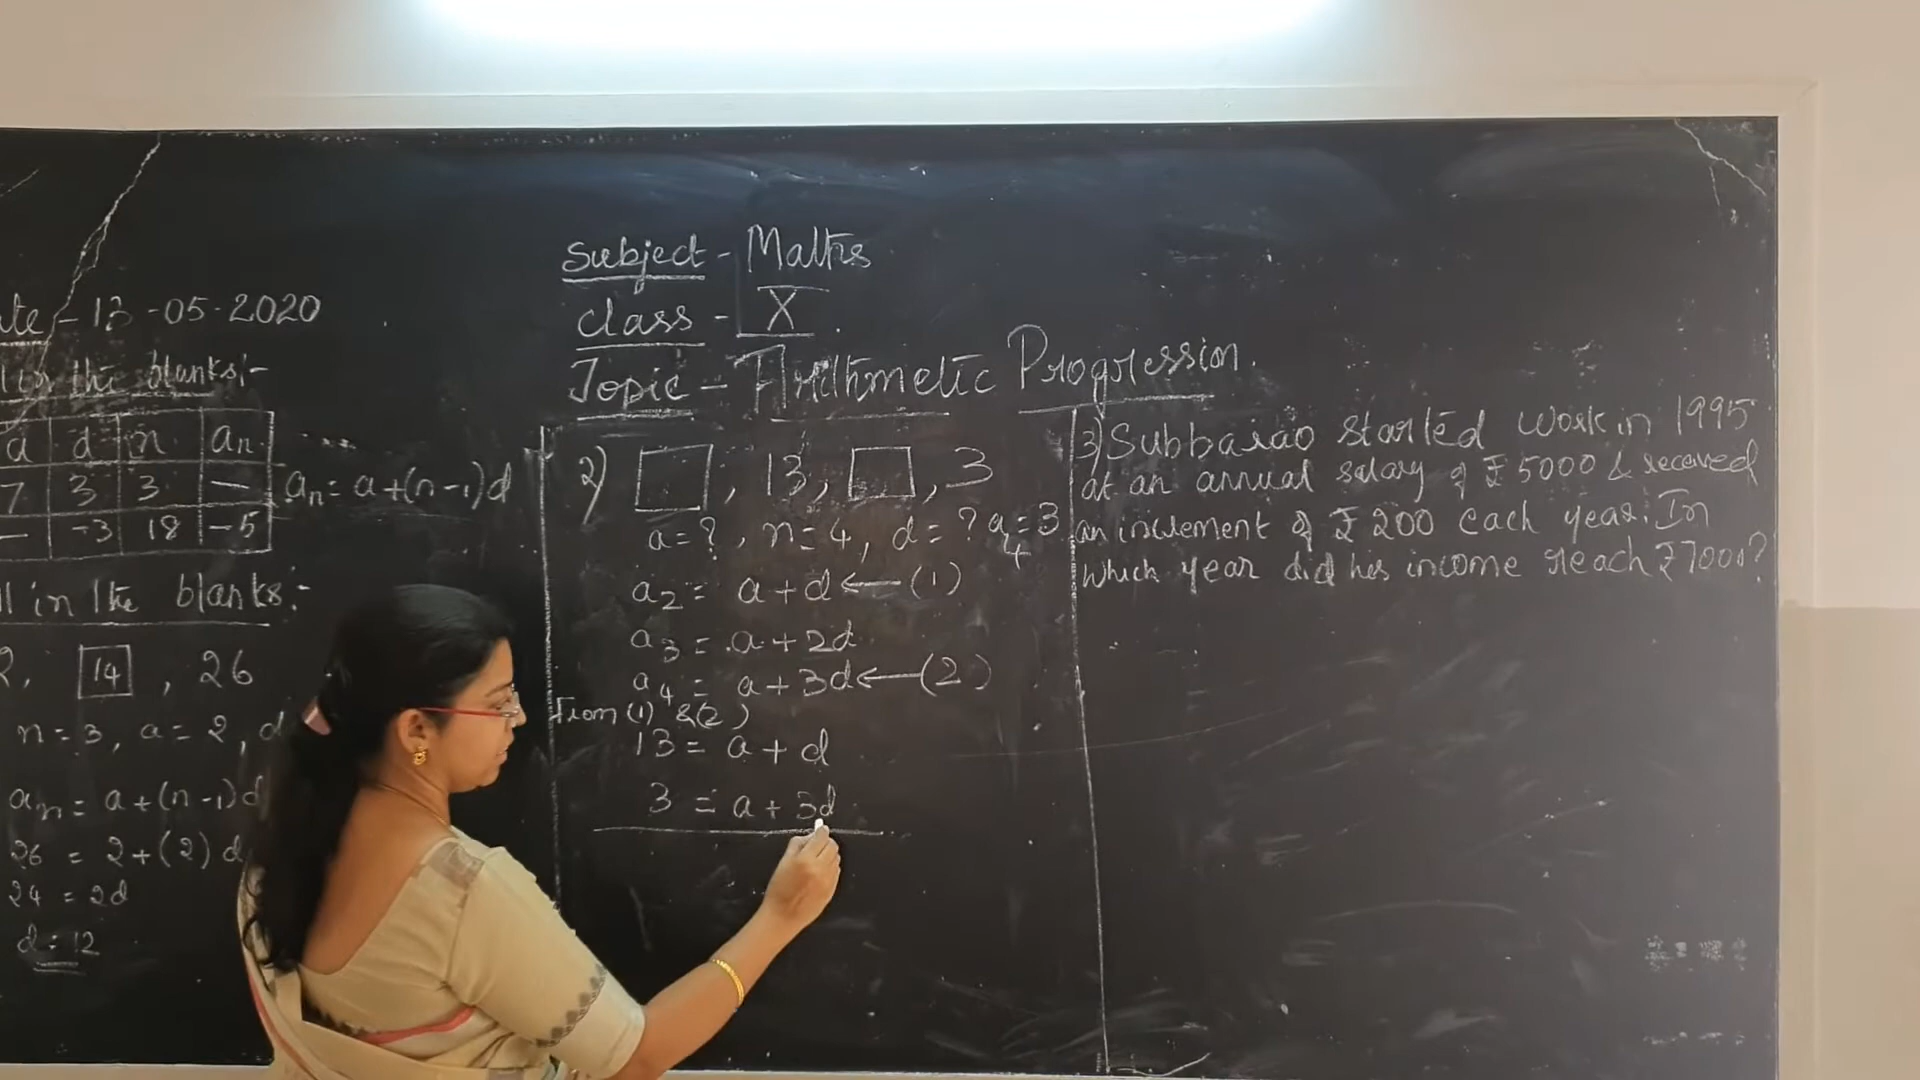 Subject - Maths
class - X
Topic - Arithmetic Progression.
- 13 -05-2020
in the blanks:-
a d n an
7 3 3 —
— -3 18 -5
an = a+(n-1)d
in the blanks:-
2, 14, 26
n=3, a=2, d
an = a+(n-1)d
26 = 2+(2)d
24 = 2d
d=12
2) , 13, , 3
a=?, n=4, d=? a4=3
a2 = a+d ← (1)
a3 = a+2d
a4 = a+3d ← (2)
From (1) & (2)
13 = a + d
3 = a + 3d
3) Subbarao started work in 1995
at an annual salary of ₹5000 & received
an increment of ₹200 each year. In
which year did his income reach ₹7000?